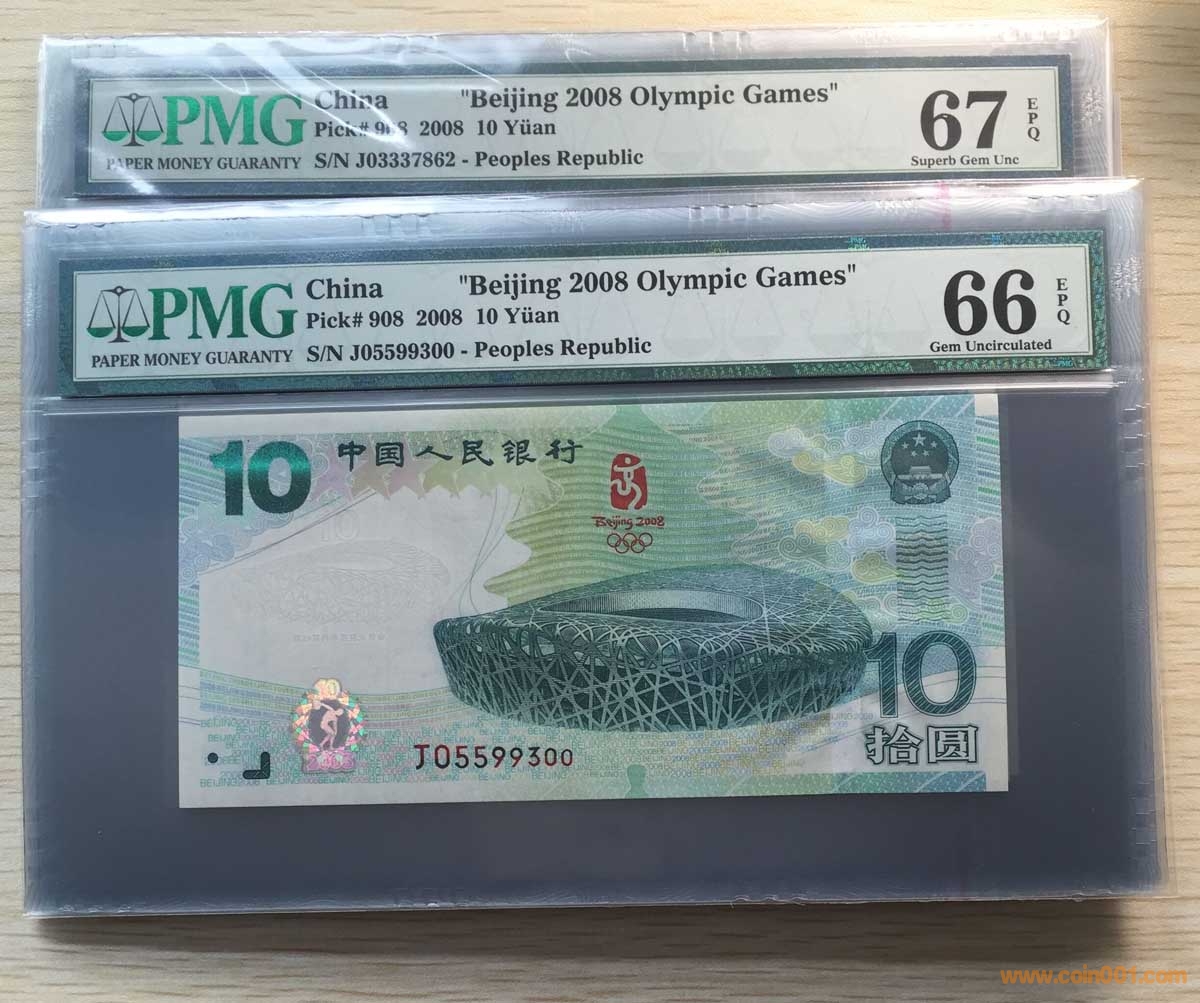 PMG
PAPER MONEY GUARANTY
China "Beijing 2008 Olympic Games"
Pick# 908 2008 10 Yüan
S/N J03337862 - Peoples Republic
67
EPQ
Superb Gem Unc
PMG
PAPER MONEY GUARANTY
China "Beijing 2008 Olympic Games"
Pick# 908 2008 10 Yüan
S/N J05599300 - Peoples Republic
66
EPQ
Gem Uncirculated
10 中国人民银行
Beijing 2008
10
拾圆
J05599300
BEIJING2008
www.coin001.com